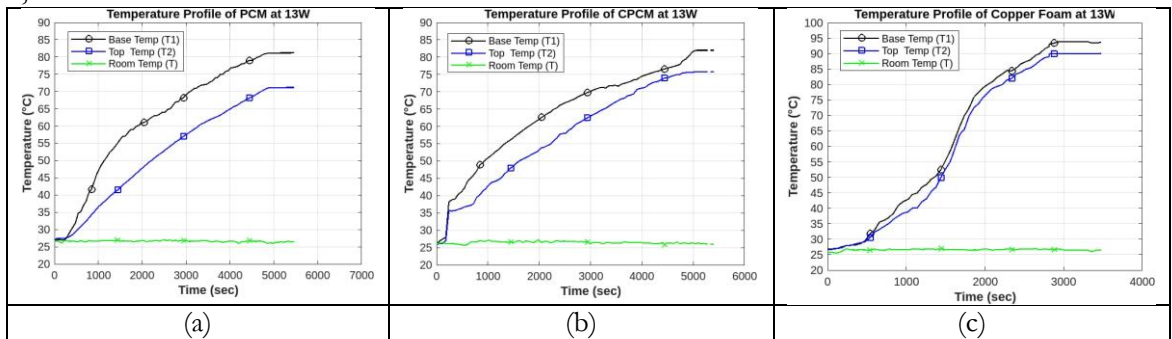 Temperature Profile of PCM at 13W
90
80
70
60
50
40
30
20
Temperature (°C)
Base Temp (T1)
Top Temp (T2)
Room Temp (T)
0 1000 2000 3000 4000 5000 6000 7000
Time (sec)
(a)
Temperature Profile of CPCM at 13W
90
85
80
75
70
65
60
55
50
45
40
35
30
25
20
Temperature (°C)
Base Temp (T1)
Top Temp (T2)
Room Temp (T)
0 1000 2000 3000 4000 5000 6000
Time (sec)
(b)
Temperature Profile of Copper Foam at 13W
100
95
90
85
80
75
70
65
60
55
50
45
40
35
30
25
20
Temperature (°C)
Base Temp (T1)
Top Temp (T2)
Room Temp (T)
0 1000 2000 3000 4000
Time (sec)
(c)